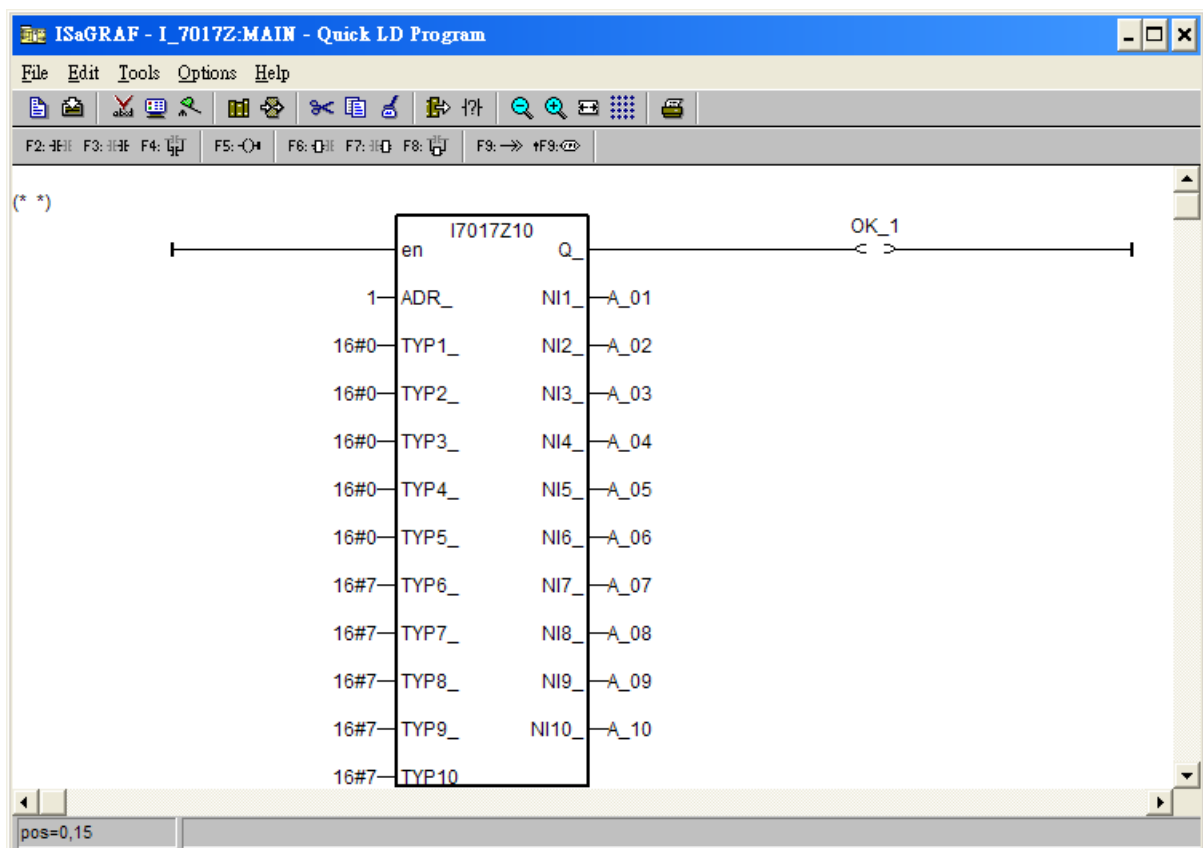 ISaGRAF - I_7017Z:MAIN - Quick LD Program
File Edit Tools Options Help
F2: F3: F4: F5: F6: F7: F8: F9: F9:
(* *)
I7017Z10 OK_1
en Q_
1 ADR_ NI1_ A_01
16#0 TYP1_ NI2_ A_02
16#0 TYP2_ NI3_ A_03
16#0 TYP3_ NI4_ A_04
16#0 TYP4_ NI5_ A_05
16#0 TYP5_ NI6_ A_06
16#7 TYP6_ NI7_ A_07
16#7 TYP7_ NI8_ A_08
16#7 TYP8_ NI9_ A_09
16#7 TYP9_ NI10_ A_10
16#7 TYP10
pos=0,15